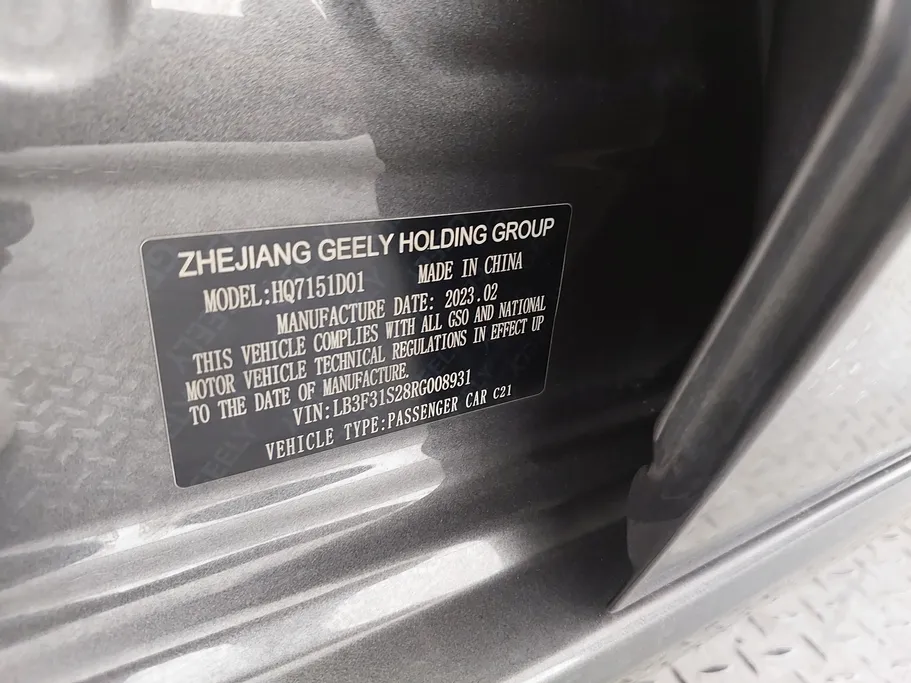 ZHEJIANG GEELY HOLDING GROUP
MODEL:HQ7151D01 MADE IN CHINA
MANUFACTURE DATE: 2023.02
THIS VEHICLE COMPLIES WITH ALL GSO AND NATIONAL
MOTOR VEHICLE TECHNICAL REGULATIONS IN EFFECT UP
TO THE DATE OF MANUFACTURE.
VIN:LB3F31S28RG008931
VEHICLE TYPE:PASSENGER CAR C21